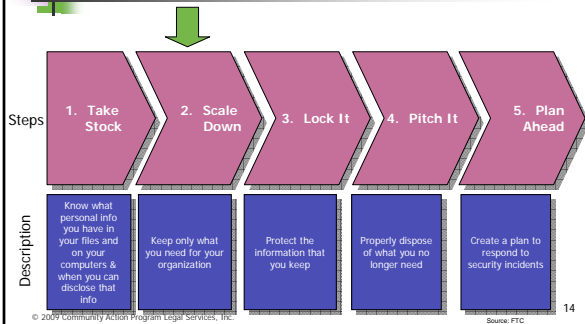 Steps
1. Take
Stock
2. Scale
Down
3. Lock It
4. Pitch It
5. Plan
Ahead
Description
Know what
personal info
you have in
your files and
on your
computers &
when you can
disclose that
info
Keep only what
you need for your
organization
Protect the
information that
you keep
Properly dispose
of what you no
longer need
Create a plan to
respond to
security incidents
© 2009 Community Action Program Legal Services, Inc.
Source: FTC
14